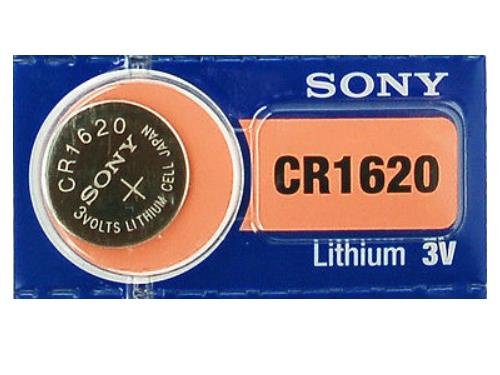 SONY
CR1620
Lithium 3V
CR1620
SONY
+
3VOLTS LITHIUM CELL JAPAN